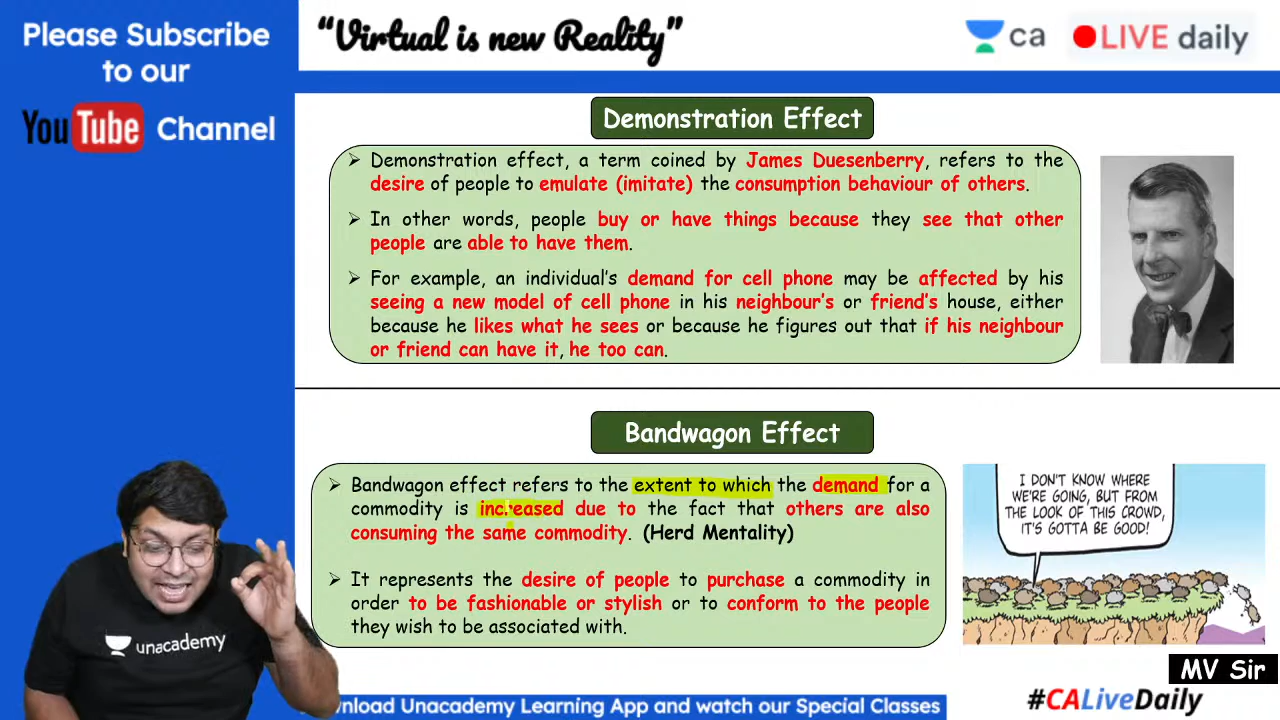 Please Subscribe
to our
YouTube Channel
"Virtual is new Reality"
ca
LIVE daily
Demonstration Effect
➢ Demonstration effect, a term coined by James Duesenberry, refers to the
desire of people to emulate (imitate) the consumption behaviour of others.
➢ In other words, people buy or have things because they see that other
people are able to have them.
➢ For example, an individual's demand for cell phone may be affected by his
seeing a new model of cell phone in his neighbour's or friend's house, either
because he likes what he sees or because he figures out that if his neighbour
or friend can have it, he too can.
Bandwagon Effect
➢ Bandwagon effect refers to the extent to which the demand for a
commodity is increased due to the fact that others are also
consuming the same commodity. (Herd Mentality)
➢ It represents the desire of people to purchase a commodity in
order to be fashionable or stylish or to conform to the people
they wish to be associated with.
I DON'T KNOW WHERE
WE'RE GOING, BUT FROM
THE LOOK OF THIS CROWD,
IT'S GOTTA BE GOOD!
unacademy
MV Sir
Unacademy Learning App and watch our Special Classes
#CALiveDaily